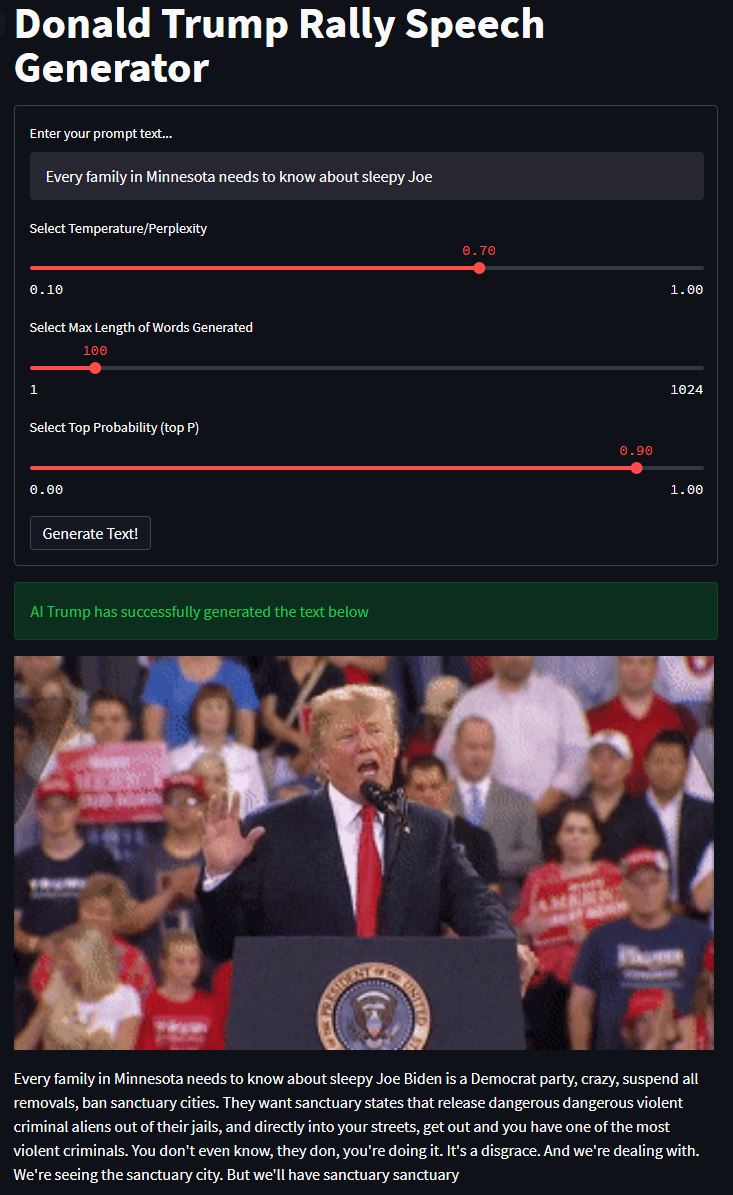 Donald Trump Rally Speech
Generator
Enter your prompt text...
Every family in Minnesota needs to know about sleepy Joe
Select Temperature/Perplexity
0.70
0.10 1.00
Select Max Length of Words Generated
100
1 1024
Select Top Probability (top P)
0.90
0.00 1.00
Generate Text!
AI Trump has successfully generated the text below
TRUMP
PRESIDENT OF THE UNITED
Every family in Minnesota needs to know about sleepy Joe Biden is a Democrat party, crazy, suspend all
removals, ban sanctuary cities. They want sanctuary states that release dangerous dangerous violent
criminal aliens out of their jails, and directly into your streets, get out and you have one of the most
violent criminals. You don't even know, they don, you're doing it. It's a disgrace. And we're dealing with.
We're seeing the sanctuary city. But we'll have sanctuary sanctuary